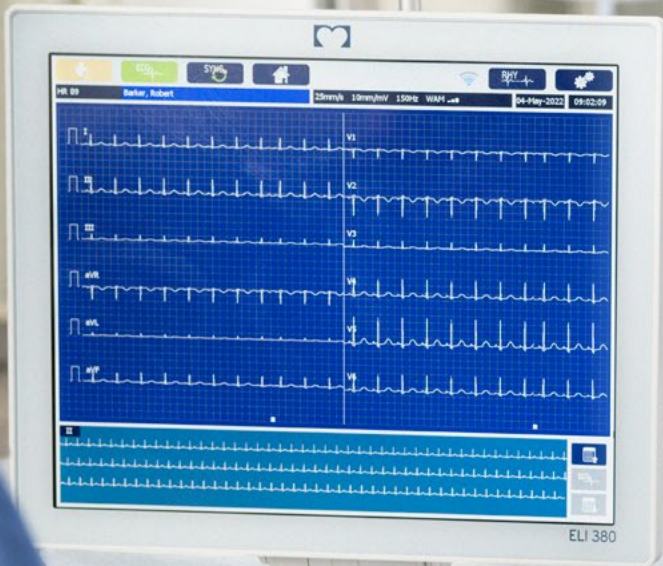 ECG SYNC RHY
HR 89 Barker, Robert 25mm/s 10mm/mV 150Hz WAM 04-May-2022 09:02:09
I V1
II V2
III V3
aVR V4
aVL V5
aVF V6
II
ELI 380